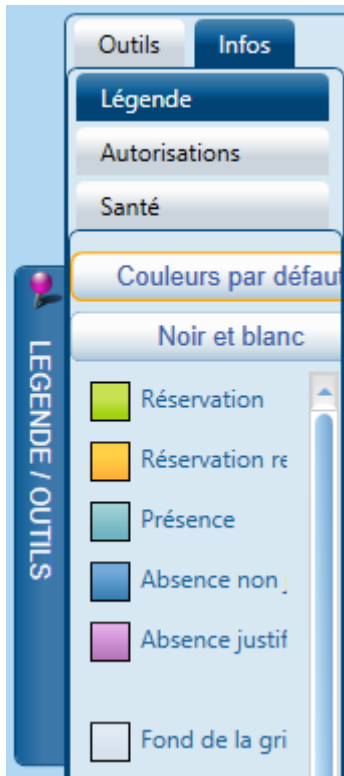 Outils Infos
Légende
Autorisations
Santé
Couleurs par défaut
Noir et blanc
LEGENDE / OUTILS
Réservation
Réservation re
Présence
Absence non
Absence justif
Fond de la gri